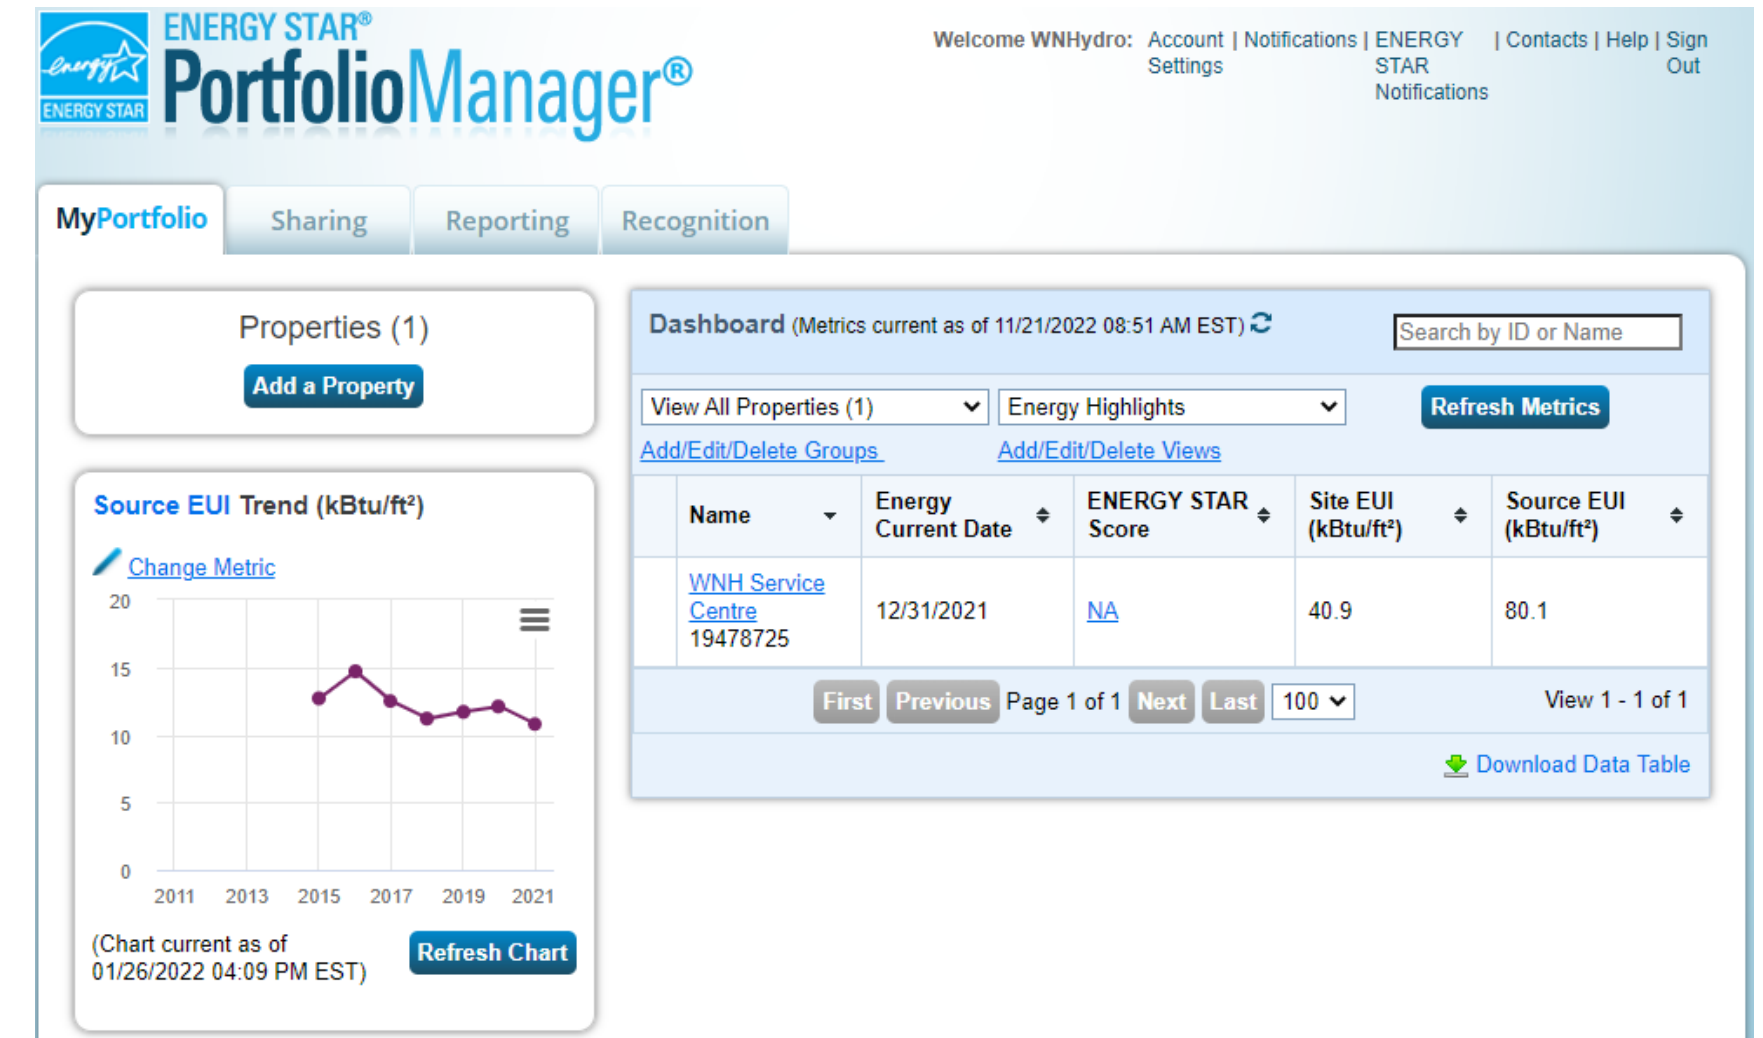 ENERGY STAR®
PortfolioManager®
energy
ENERGY STAR
Welcome WNHydro: Account Settings | Notifications | ENERGY STAR Notifications | Contacts | Help | Sign Out
MyPortfolio Sharing Reporting Recognition
Properties (1)
Add a Property
Source EUI Trend (kBtu/ft²)
Change Metric
20
15
10
5
0
2011 2013 2015 2017 2019 2021
(Chart current as of
01/26/2022 04:09 PM EST)
Refresh Chart
Dashboard (Metrics current as of 11/21/2022 08:51 AM EST)
Search by ID or Name
View All Properties (1) Energy Highlights Refresh Metrics
Add/Edit/Delete Groups Add/Edit/Delete Views
Name Energy Current Date ENERGY STAR Score Site EUI (kBtu/ft²) Source EUI (kBtu/ft²)
WNH Service Centre 19478725 12/31/2021 NA 40.9 80.1
First Previous Page 1 of 1 Next Last 100 View 1 - 1 of 1
Download Data Table